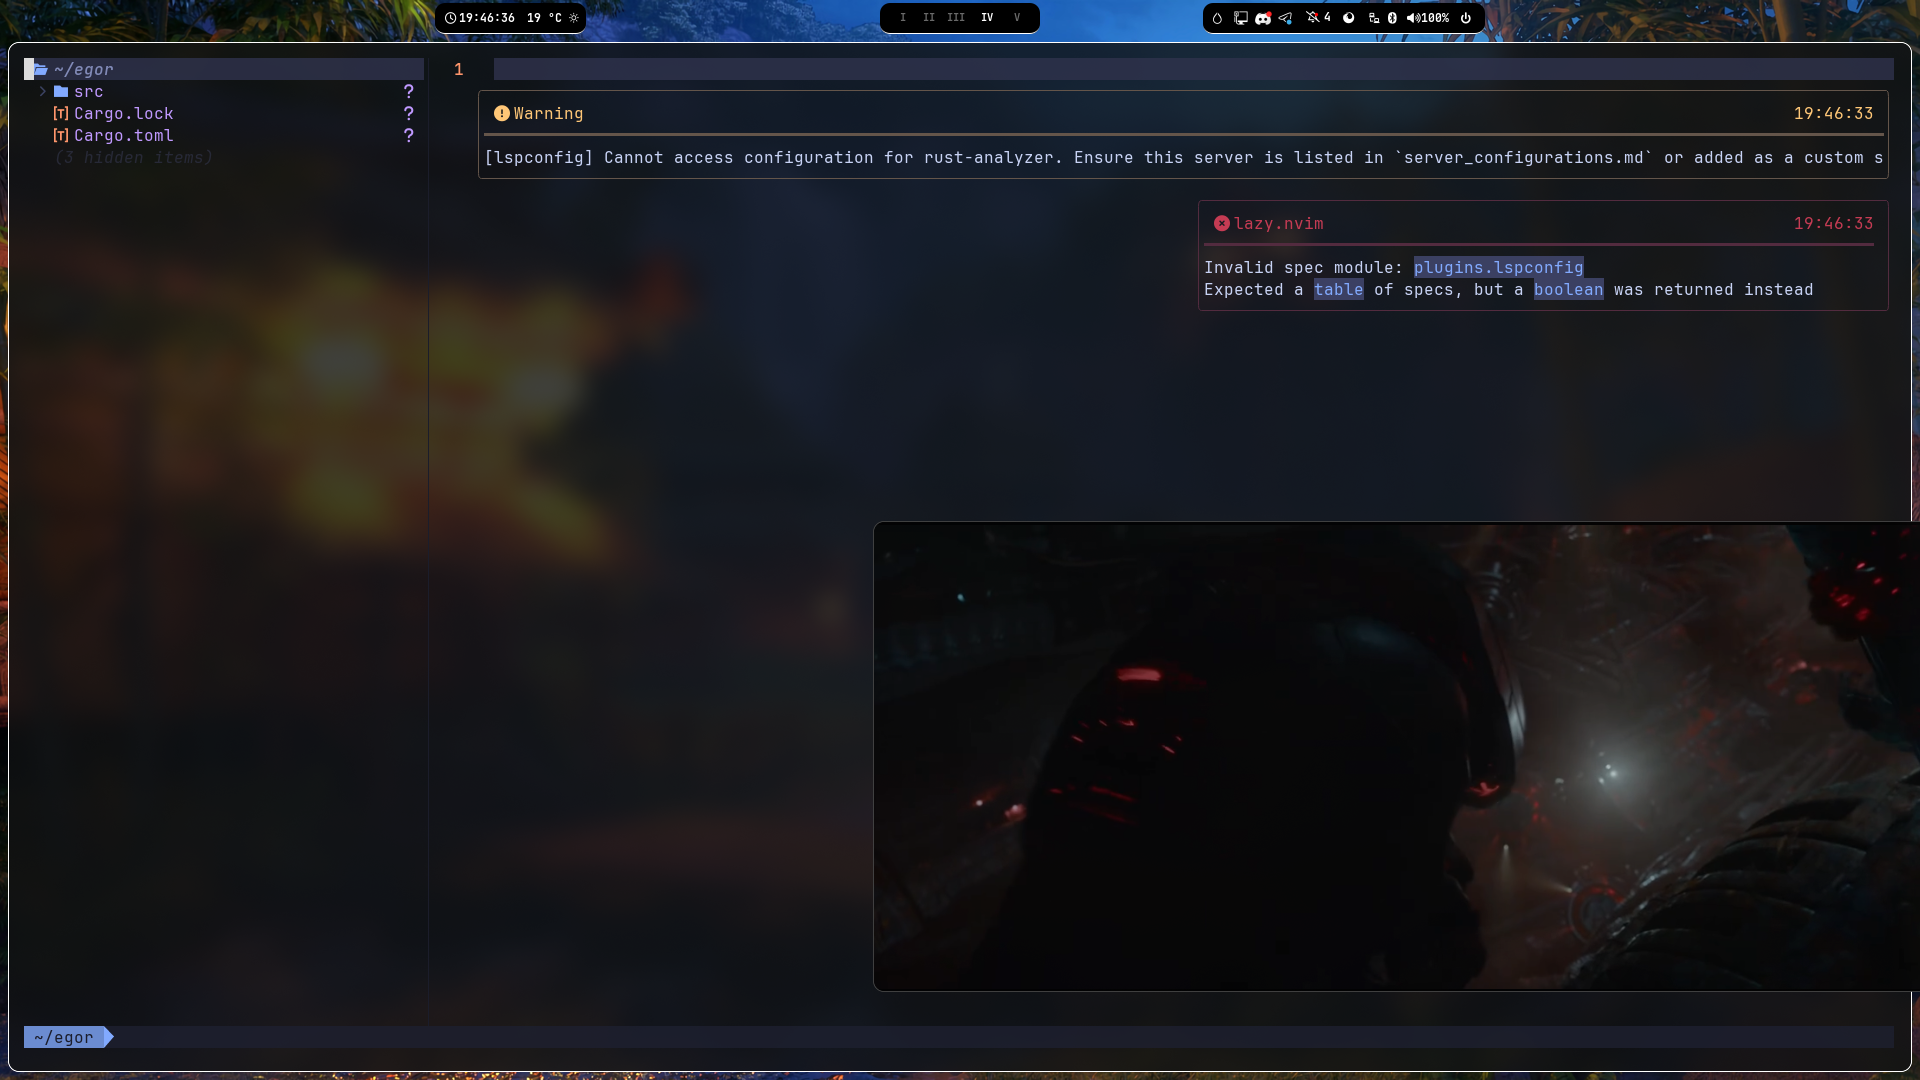 19:46:36 19 °C
I II III IV V
4 100%
~/egor
src ?
Cargo.lock ?
Cargo.toml ?
(3 hidden items)
1
Warning 19:46:33
[lspconfig] Cannot access configuration for rust-analyzer. Ensure this server is listed in `server_configurations.md` or added as a custom s
lazy.nvim 19:46:33
Invalid spec module: plugins.lspconfig
Expected a table of specs, but a boolean was returned instead
~/egor